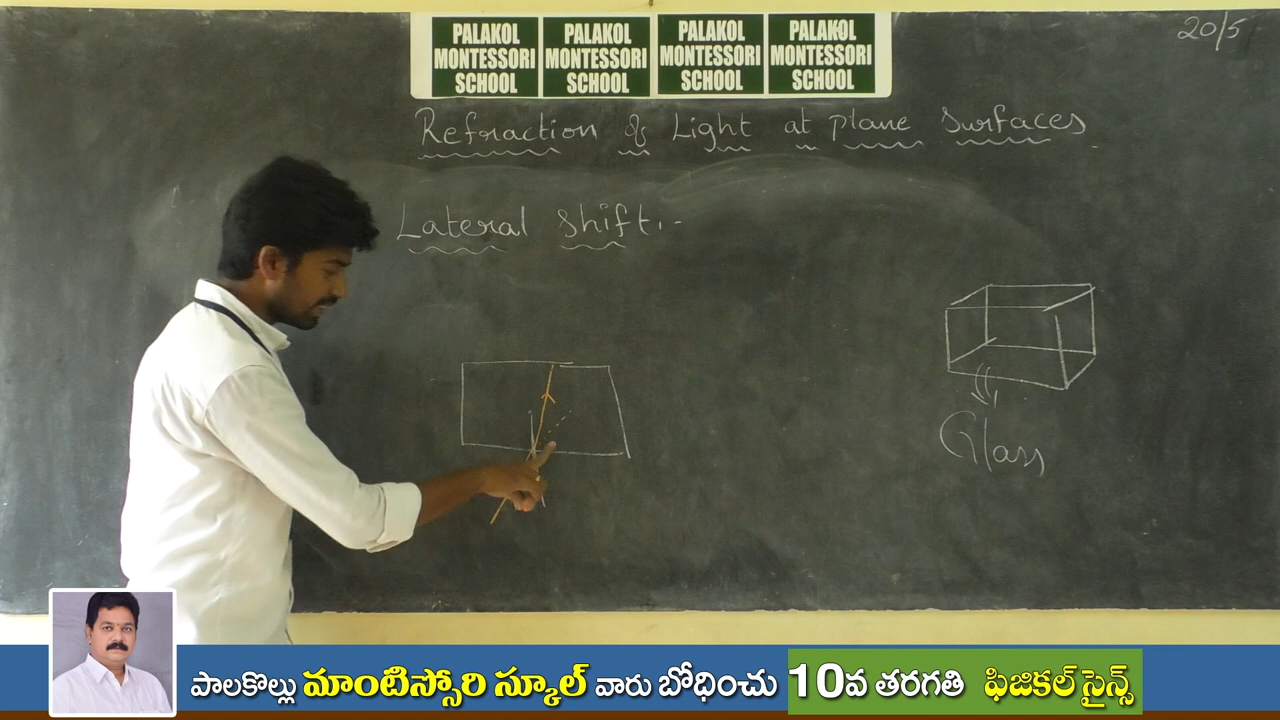 PALAKOL MONTESSORI SCHOOL
PALAKOL MONTESSORI SCHOOL
PALAKOL MONTESSORI SCHOOL
PALAKOL MONTESSORI SCHOOL
20/5
Refraction of Light at plane Surfaces
Lateral Shift:-
Glass
పాలకొల్లు మాంటిస్సోరి స్కూల్ వారు బోధించు 10వ తరగతి ఫిజికల్ సైన్స్